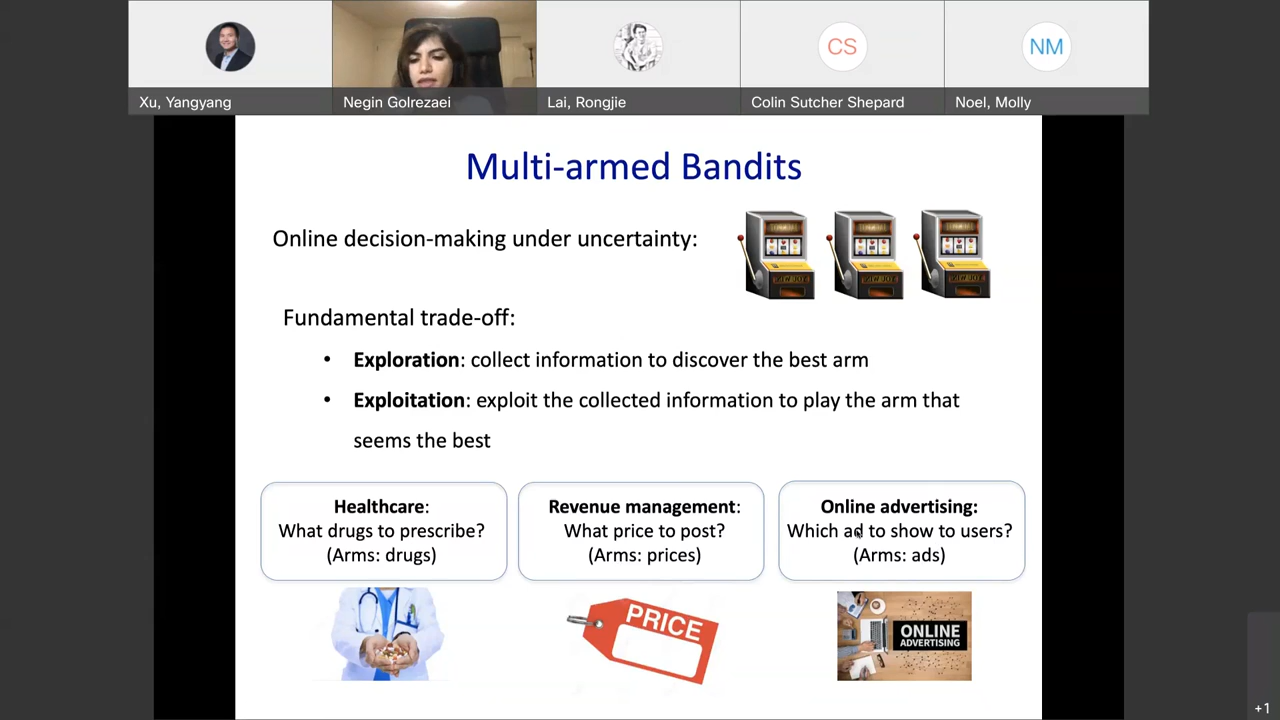 CS
NM
Xu, Yangyang
Negin Golrezaei
Lai, Rongjie
Colin Sutcher Shepard
Noel, Molly
Multi-armed Bandits
Online decision-making under uncertainty:
Fundamental trade-off:
• Exploration: collect information to discover the best arm
• Exploitation: exploit the collected information to play the arm that
seems the best
Healthcare:
What drugs to prescribe?
(Arms: drugs)
Revenue management:
What price to post?
(Arms: prices)
Online advertising:
Which ad to show to users?
(Arms: ads)
PRICE
ONLINE
ADVERTISING
+1